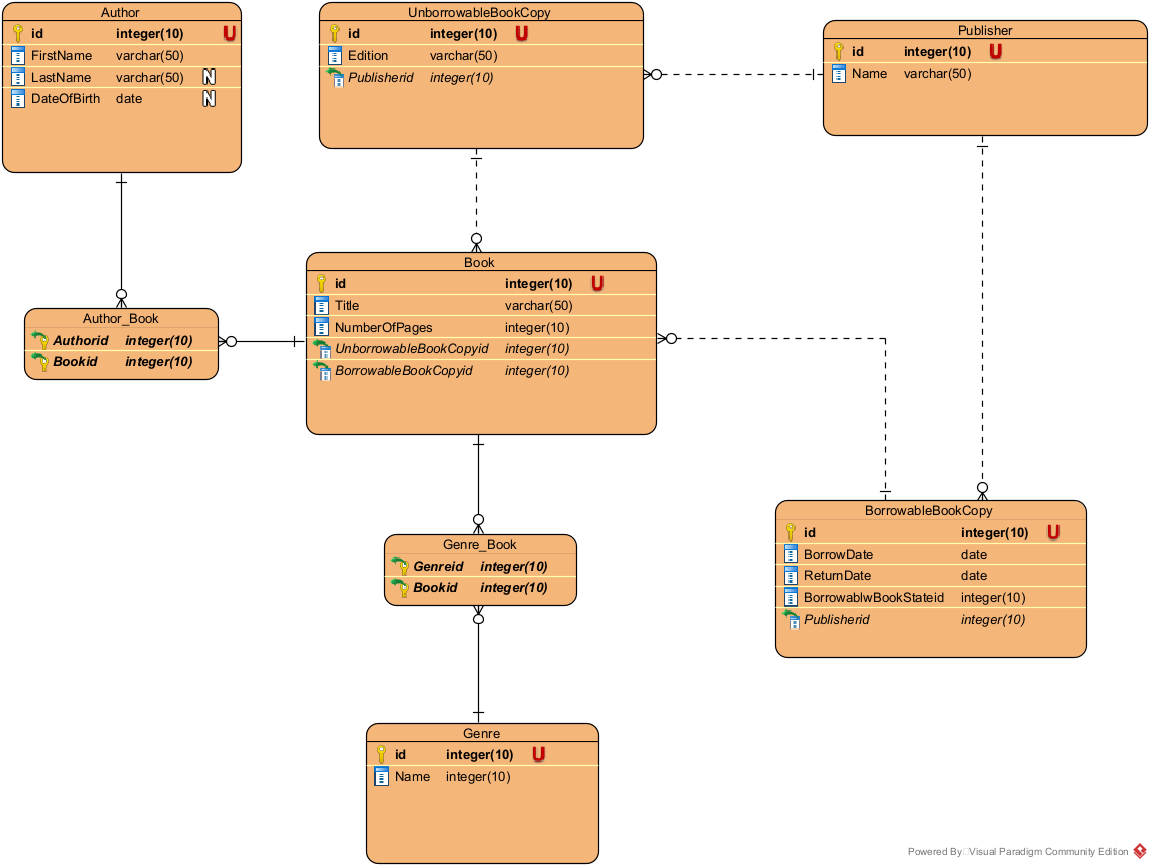 Author
id integer(10) U
FirstName varchar(50)
LastName varchar(50) N
DateOfBirth date N
UnborrowableBookCopy
id integer(10) U
Edition varchar(50)
Publisherid integer(10)
Publisher
id integer(10) U
Name varchar(50)
Author_Book
Authorid integer(10)
Bookid integer(10)
Book
id integer(10) U
Title varchar(50)
NumberOfPages integer(10)
UnborrowableBookCopyid integer(10)
BorrowableBookCopyid integer(10)
Genre_Book
Genreid integer(10)
Bookid integer(10)
BorrowableBookCopy
id integer(10) U
BorrowDate date
ReturnDate date
BorrowablwBookStateid integer(10)
Publisherid integer(10)
Genre
id integer(10) U
Name integer(10)
Powered By Visual Paradigm Community Edition